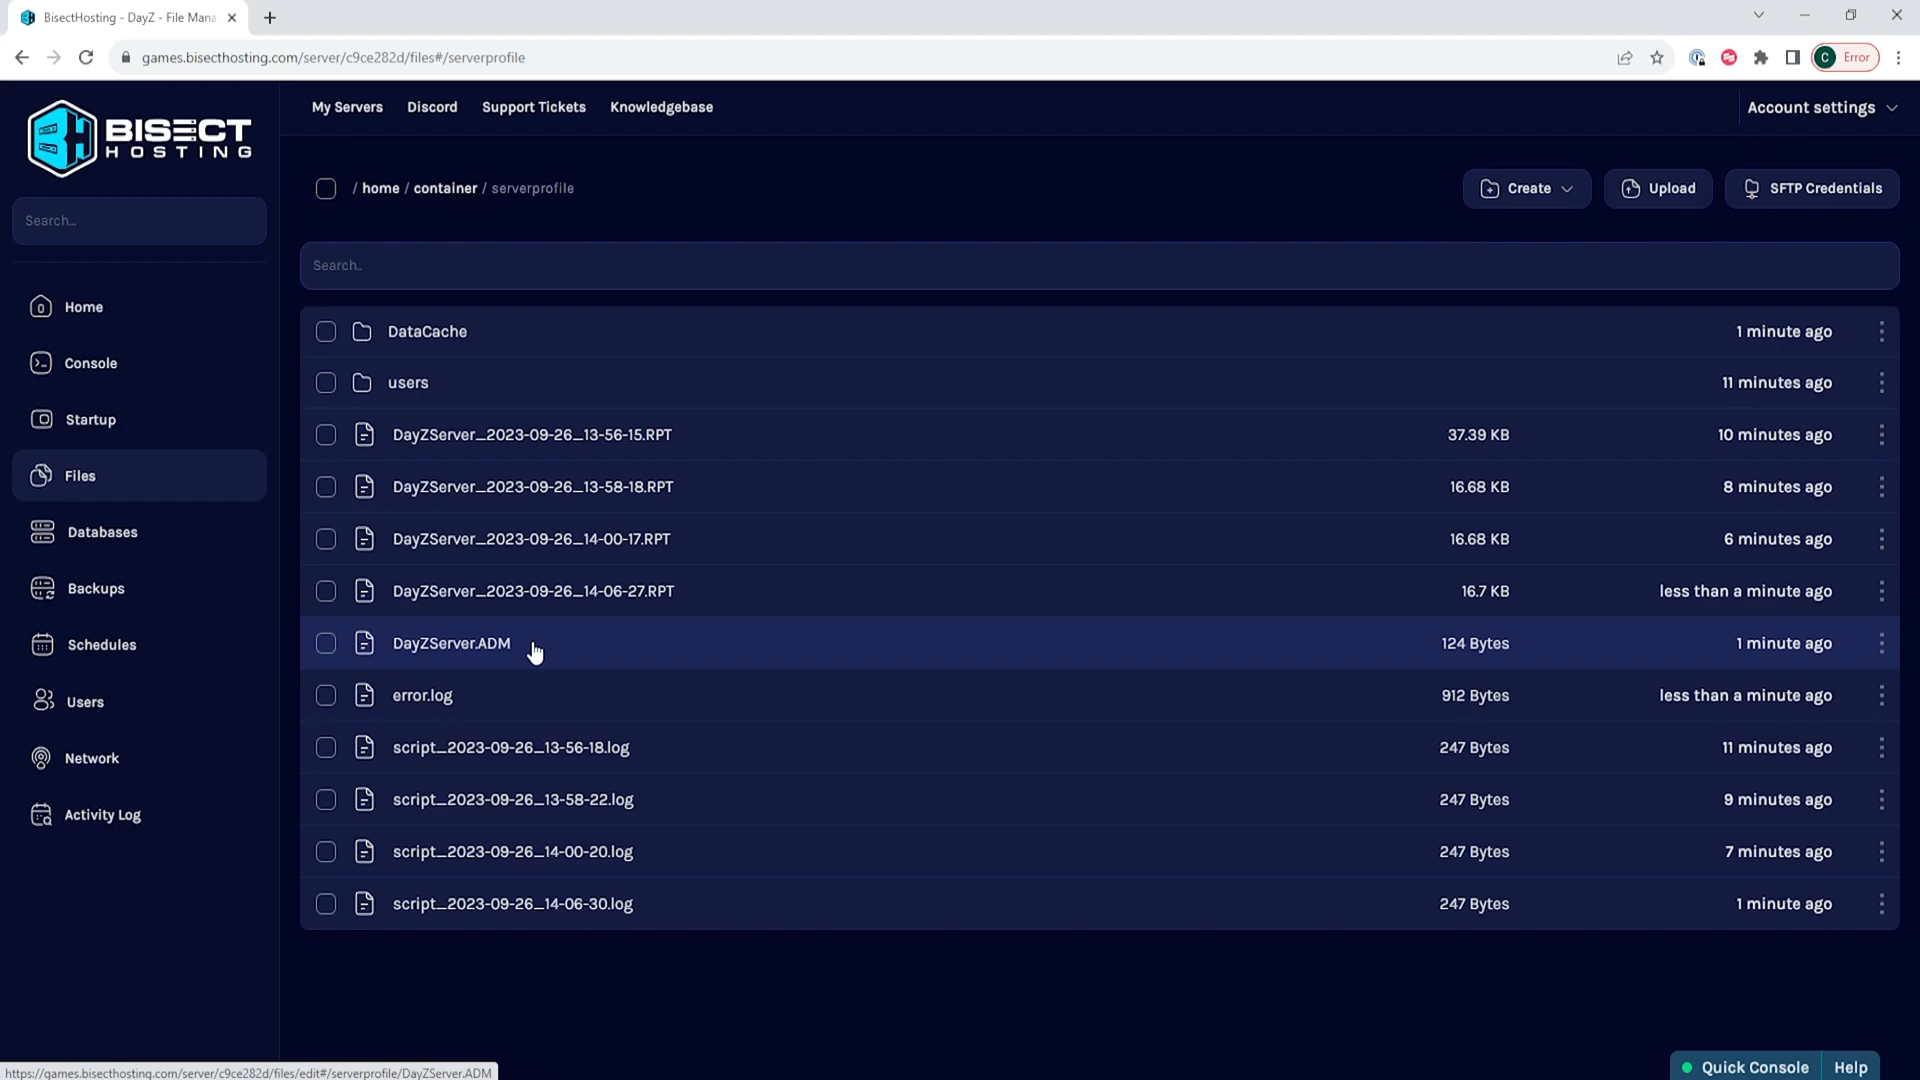 BisectHosting - DayZ - File Mana
games.bisecthosting.com/server/c9ce282d/files#/serverprofile
C Error
BISECT
HOSTING
My Servers Discord Support Tickets Knowledgebase
Account settings
Search...
/ home / container / serverprofile
Create Upload SFTP Credentials
Search..
Home
Console
Startup
Files
Databases
Backups
Schedules
Users
Network
Activity Log
DataCache 1 minute ago
users 11 minutes ago
DayZServer_2023-09-26_13-56-15.RPT 37.39 KB 10 minutes ago
DayZServer_2023-09-26_13-58-18.RPT 16.68 KB 8 minutes ago
DayZServer_2023-09-26_14-00-17.RPT 16.68 KB 6 minutes ago
DayZServer_2023-09-26_14-06-27.RPT 16.7 KB less than a minute ago
DayZServer.ADM 124 Bytes 1 minute ago
error.log 912 Bytes less than a minute ago
script_2023-09-26_13-56-18.log 247 Bytes 11 minutes ago
script_2023-09-26_13-58-22.log 247 Bytes 9 minutes ago
script_2023-09-26_14-00-20.log 247 Bytes 7 minutes ago
script_2023-09-26_14-06-30.log 247 Bytes 1 minute ago
Quick Console Help
https://games.bisecthosting.com/server/c9ce282d/files/edit#/serverprofile/DayZServer.ADM